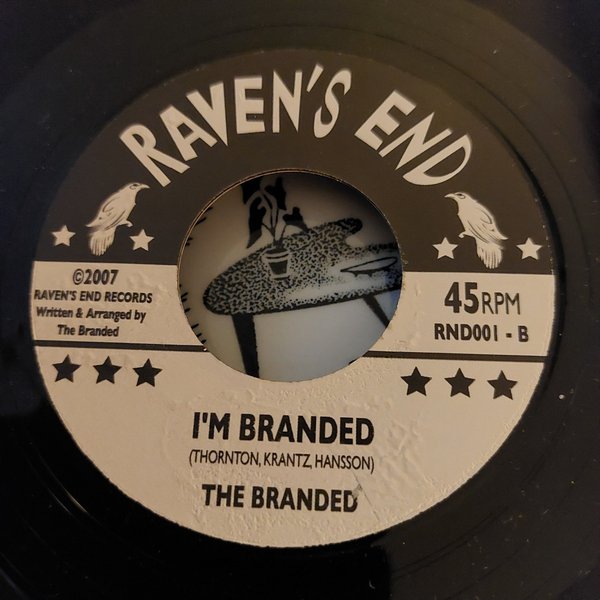 RAVEN'S END
©2007
RAVEN'S END RECORDS
Written & Arranged by
The Branded
45RPM
RND001 - B
I'M BRANDED
(THORNTON, KRANTZ, HANSSON)
THE BRANDED